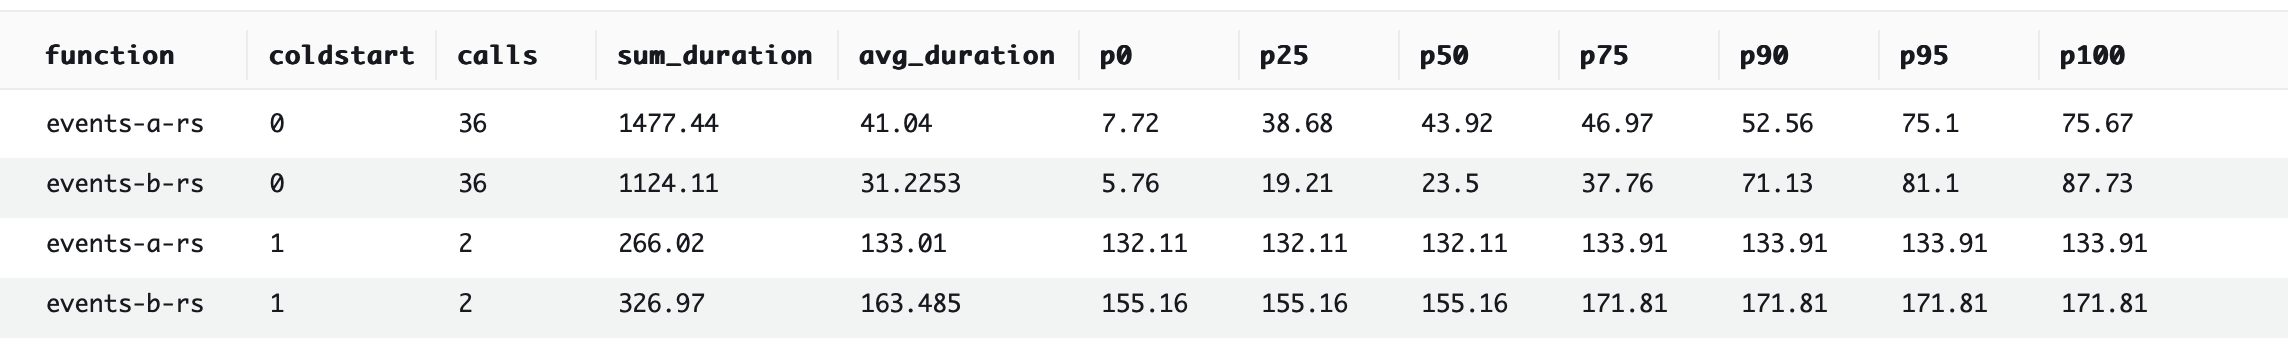 function coldstart calls sum_duration avg_duration p0 p25 p50 p75 p90 p95 p100
events-a-rs 0 36 1477.44 41.04 7.72 38.68 43.92 46.97 52.56 75.1 75.67
events-b-rs 0 36 1124.11 31.2253 5.76 19.21 23.5 37.76 71.13 81.1 87.73
events-a-rs 1 2 266.02 133.01 132.11 132.11 132.11 133.91 133.91 133.91 133.91
events-b-rs 1 2 326.97 163.485 155.16 155.16 155.16 171.81 171.81 171.81 171.81